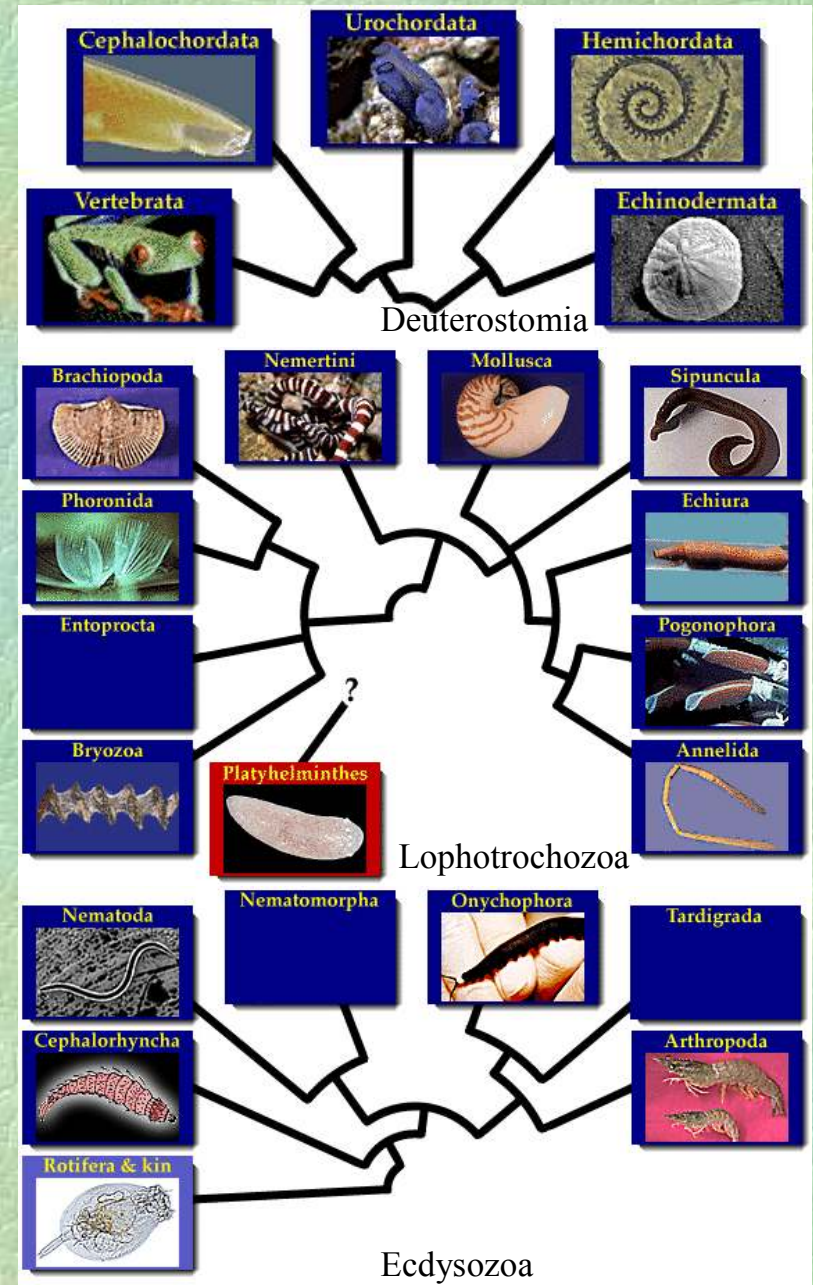 Cephalochordata
Urochordata
Hemichordata
Vertebrata
Echinodermata
Deuterostomia
Brachiopoda
Nemertini
Mollusca
Sipuncula
Phoronida
Echiura
Entoprocta
Pogonophora
?
Bryozoa
Platyhelminthes
Annelida
Lophotrochozoa
Nematoda
Nematomorpha
Onychophora
Tardigrada
Cephalorhyncha
Arthropoda
Rotifera & kin
Ecdysozoa